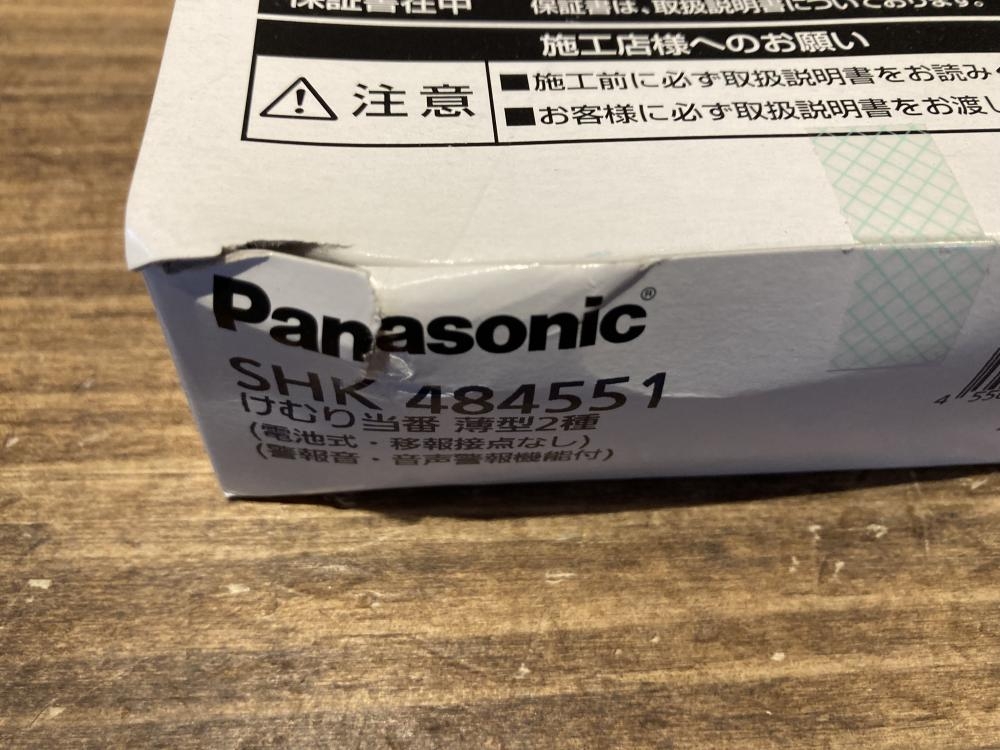 保証書在中
保証書は、取扱説明書についております。
施工店様へのお願い
注意
■施工前に必ず取扱説明書をお読み
■お客様に必ず取扱説明書をお渡し
Panasonic®
SHK 484551
けむり当番 薄型2種
(電池式・移報接点なし)
(警報音・音声警報機能付)
4